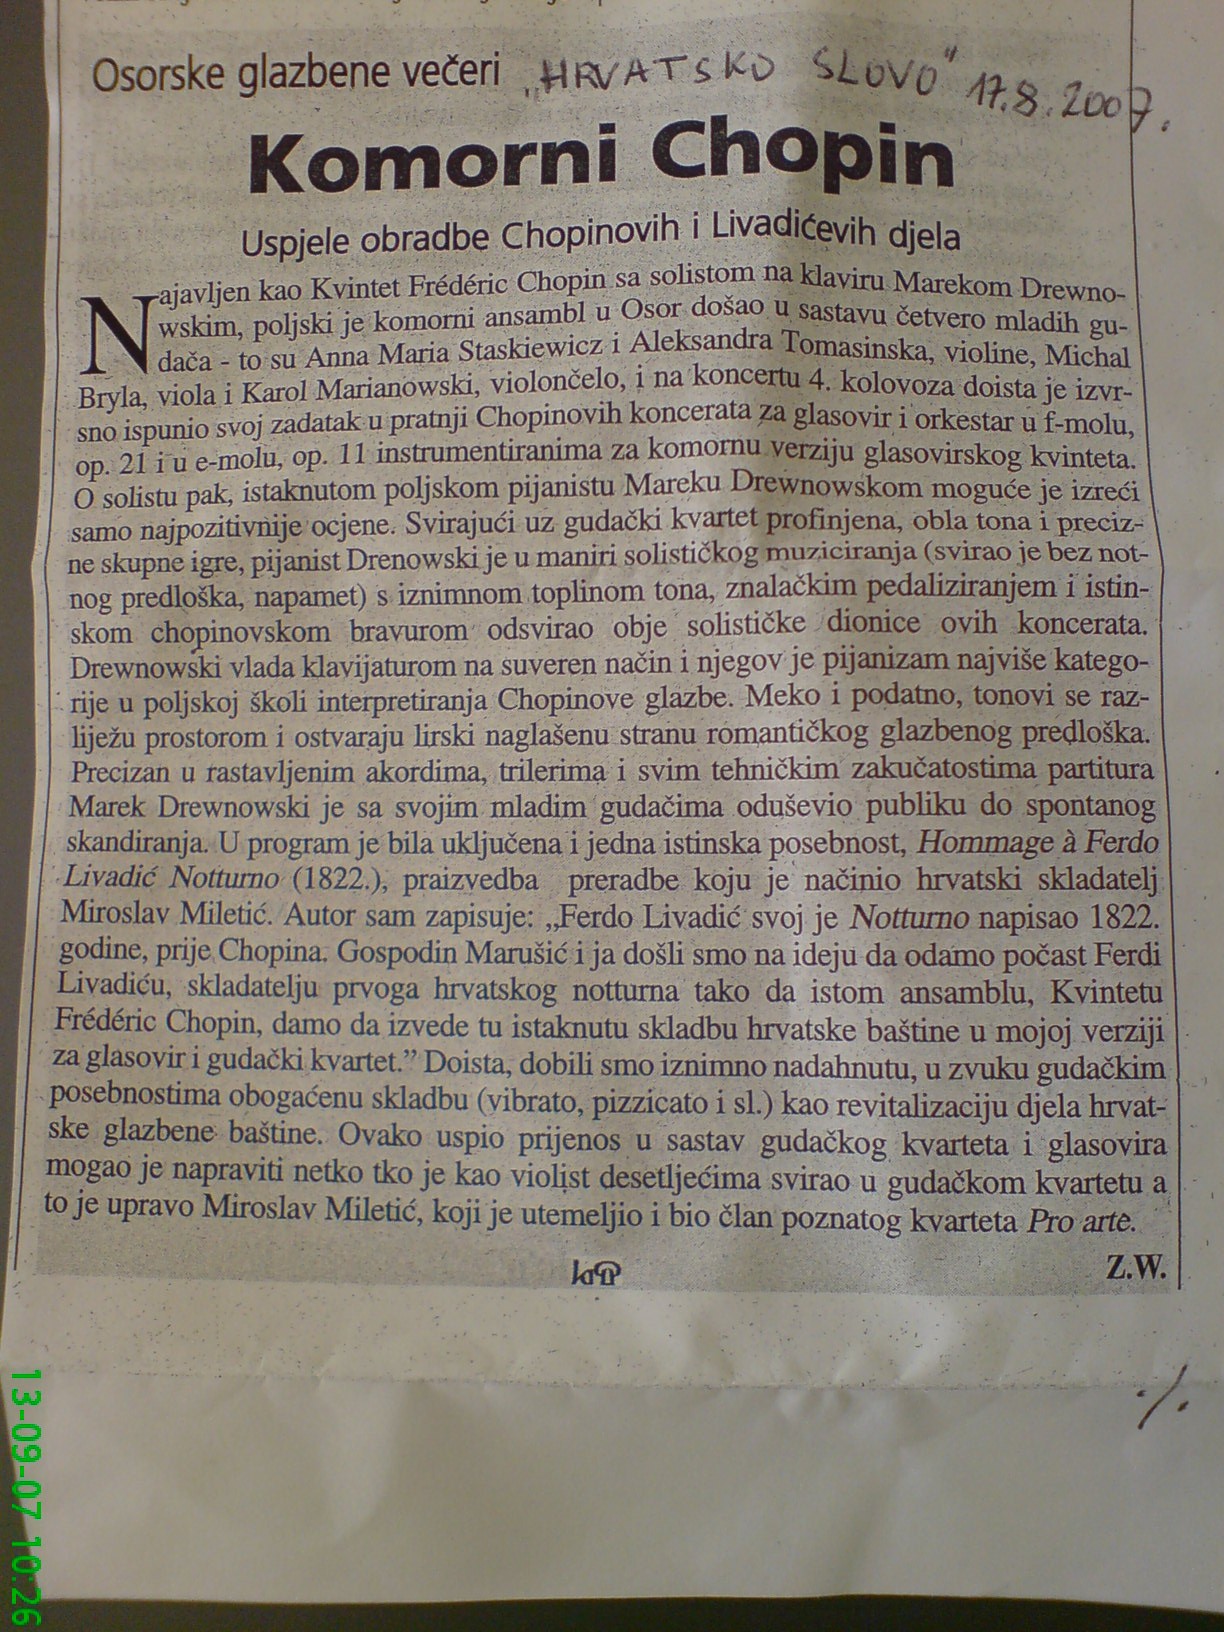 Osorske glazbene večeri „HRVATSKO SLOVO" 17.8.2007.
Komorni Chopin
Uspjele obradbe Chopinovih i Livadićevih djela
Najavljen kao Kvintet Frédéric Chopin sa solistom na klaviru Marekom Drewno-
wskim, poljski je komorni ansambl u Osor došao u sastavu četvero mladih gu-
dača - to su Anna Maria Staskiewicz i Aleksandra Tomasinska, violine, Michal
Bryla, viola i Karol Marianowski, violončelo, i na koncertu 4. kolovoza doista je izvr-
sno ispunio svoj zadatak u pratnji Chopinovih koncerata za glasovir i orkestar u f-molu,
op. 21 i u e-molu, op. 11 instrumentiranima za komornu verziju glasovirskog kvinteta.
O solistu pak, istaknutom poljskom pijanistu Mareku Drewnowskom moguće je izreći
samo najpozitivnije ocjene. Svirajući uz gudački kvartet profinjena, obla tona i preciz-
ne skupne igre, pijanist Drenowski je u maniri solističkog muziciranja (svirao je bez not-
nog predloška, napamet) s iznimnom toplinom tona, znalačkim pedaliziranjem i istin-
skom chopinovskom bravurom odsvirao obje solističke dionice ovih koncerata.
Drewnowski vlada klavijaturom na suveren način i njegov je pijanizam najviše katego-
rije u poljskoj školi interpretiranja Chopinove glazbe. Meko i podatno, tonovi se raz-
liježu prostorom i ostvaraju lirski naglašenu stranu romantičkog glazbenog predloška.
Precizan u rastavljenim akordima, trilerima i svim tehničkim zakučatostima partitura
Marek Drewnowski je sa svojim mladim gudačima oduševio publiku do spontanog
skandiranja. U program je bila uključena i jedna istinska posebnost, Hommage à Ferdo
Livadić Notturno (1822.), praizvedba preradbe koju je načinio hrvatski skladatelj
Miroslav Miletić. Autor sam zapisuje: „Ferdo Livadić svoj je Notturno napisao 1822.
godine, prije Chopina. Gospodin Marušić i ja došli smo na ideju da odamo počast Ferdi
Livadiću, skladatelju prvoga hrvatskog notturna tako da istom ansamblu, Kvintetu
Frédéric Chopin, damo da izvede tu istaknutu skladbu hrvatske baštine u mojoj verziji
za glasovir i gudački kvartet.” Doista, dobili smo iznimno nadahnutu, u zvuku gudačkim
posebnostima obogaćenu skladbu (vibrato, pizzicato i sl.) kao revitalizaciju djela hrvat-
ske glazbene baštine. Ovako uspio prijenos u sastav gudačkog kvarteta i glasovira
mogao je napraviti netko tko je kao violist desetljećima svirao u gudačkom kvartetu a
to je upravo Miroslav Miletić, koji je utemeljio i bio član poznatog kvarteta Pro arte.
Z.W.
./.
13-09-07 10:26